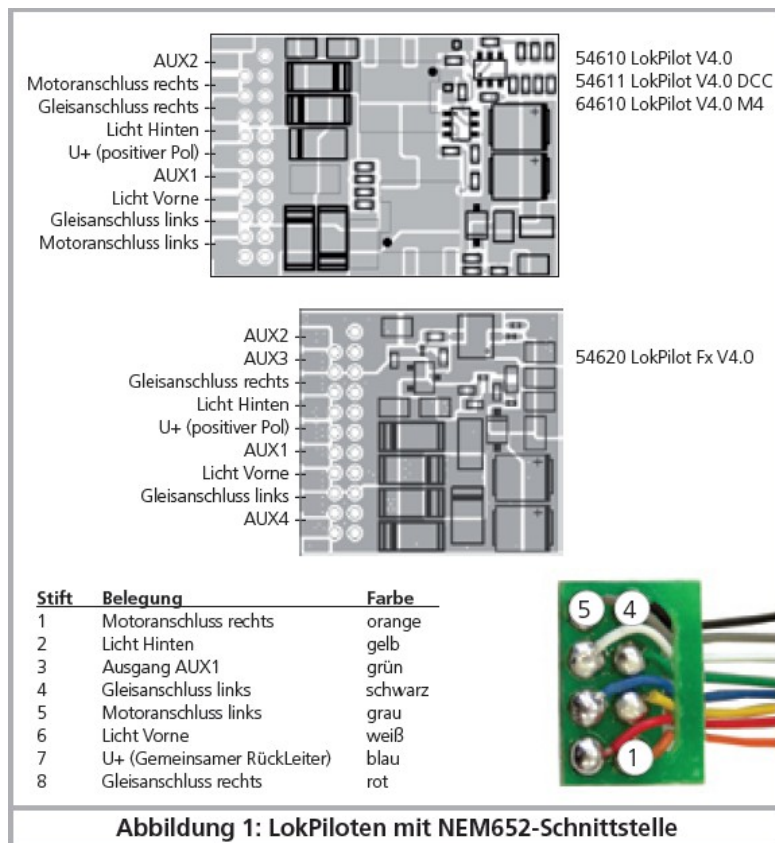 AUX2
Motoranschluss rechts
Gleisanschluss rechts
Licht Hinten
U+ (positiver Pol)
AUX1
Licht Vorne
Gleisanschluss links
Motoranschluss links
54610 LokPilot V4.0
54611 LokPilot V4.0 DCC
64610 LokPilot V4.0 M4
AUX2
AUX3
Gleisanschluss rechts
Licht Hinten
U+ (positiver Pol)
AUX1
Licht Vorne
Gleisanschluss links
AUX4
54620 LokPilot Fx V4.0
Stift Belegung Farbe
1 Motoranschluss rechts orange
2 Licht Hinten gelb
3 Ausgang AUX1 grün
4 Gleisanschluss links schwarz
5 Motoranschluss links grau
6 Licht Vorne weiß
7 U+ (Gemeinsamer RückLeiter) blau
8 Gleisanschluss rechts rot
5 4
1
Abbildung 1: LokPiloten mit NEM652-Schnittstelle